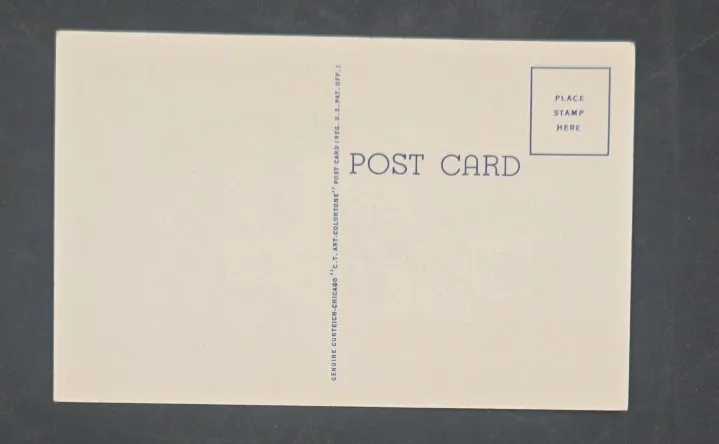 GENUINE CURTEICH-CHICAGO "C.T. ART-COLORTONE" POST CARD (REG. U.S. PAT. OFF.)
POST CARD
PLACE
STAMP
HERE